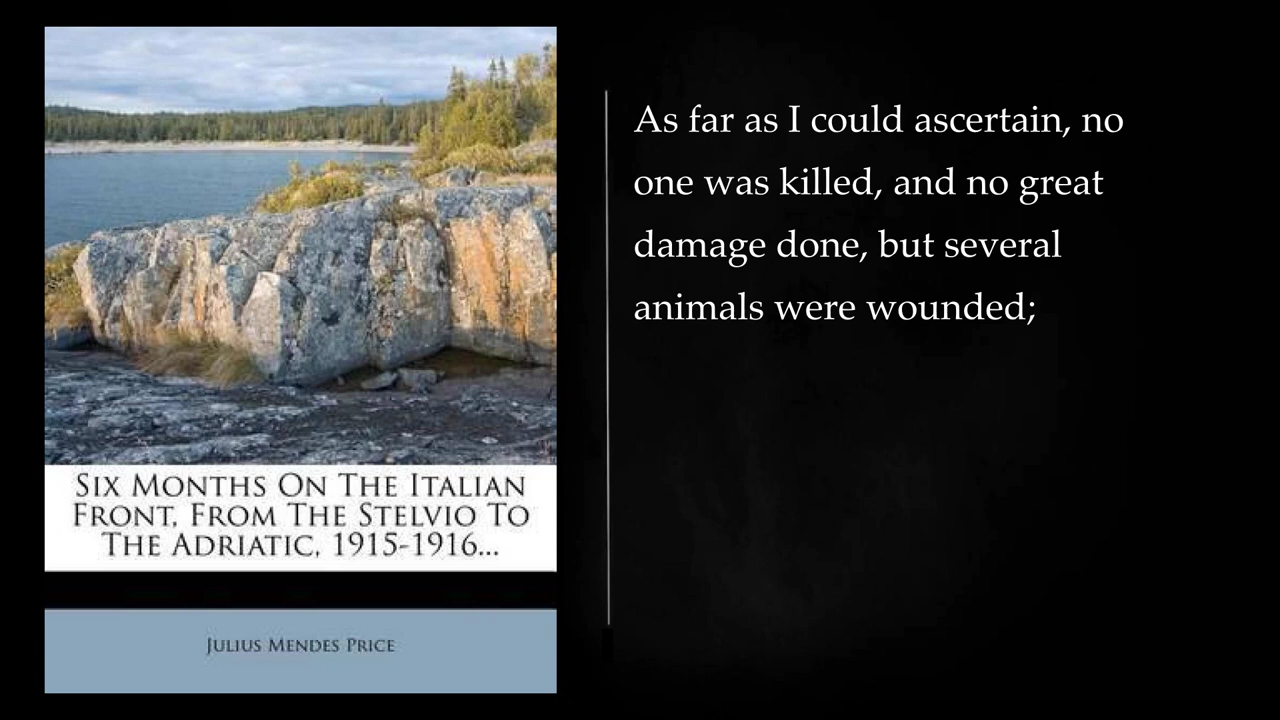 SIX MONTHS ON THE ITALIAN
FRONT, FROM THE STELVIO TO
THE ADRIATIC, 1915-1916...
JULIUS MENDES PRICE
As far as I could ascertain, no
one was killed, and no great
damage done, but several
animals were wounded;